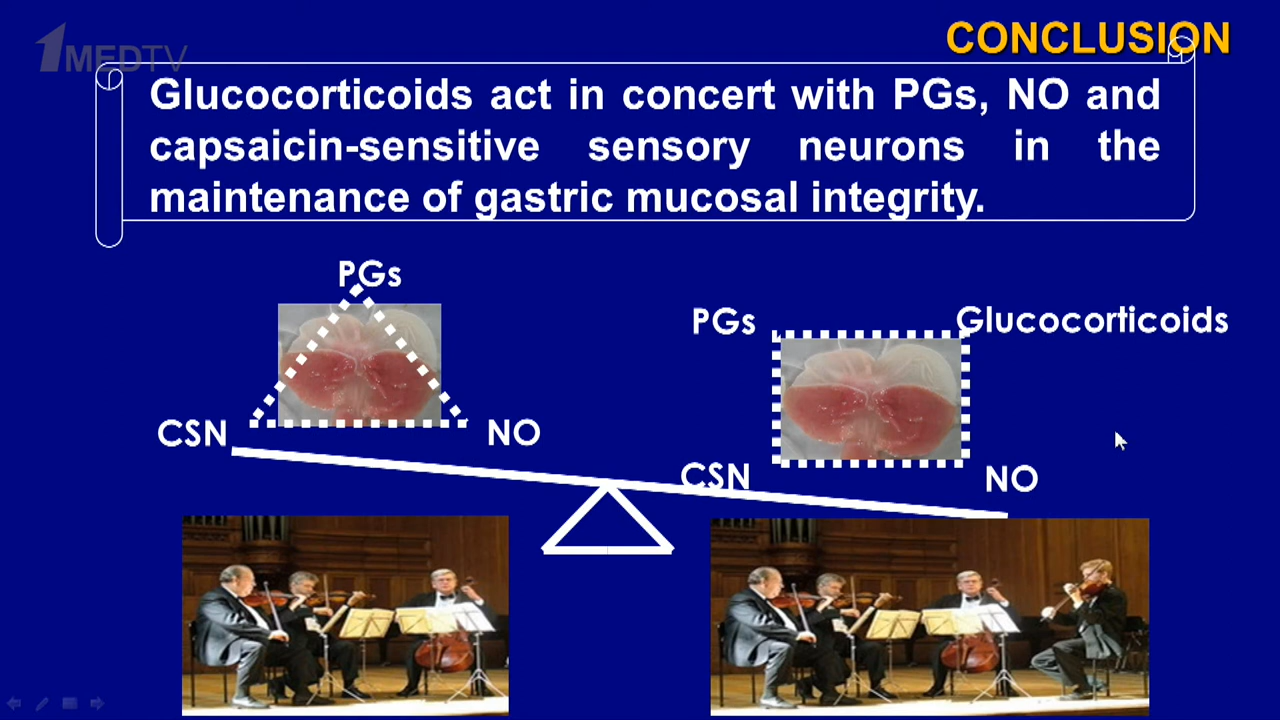 1MEDTV
CONCLUSION
Glucocorticoids act in concert with PGs, NO and
capsaicin-sensitive sensory neurons in the
maintenance of gastric mucosal integrity.
PGs
CSN
NO
PGs
Glucocorticoids
CSN
NO